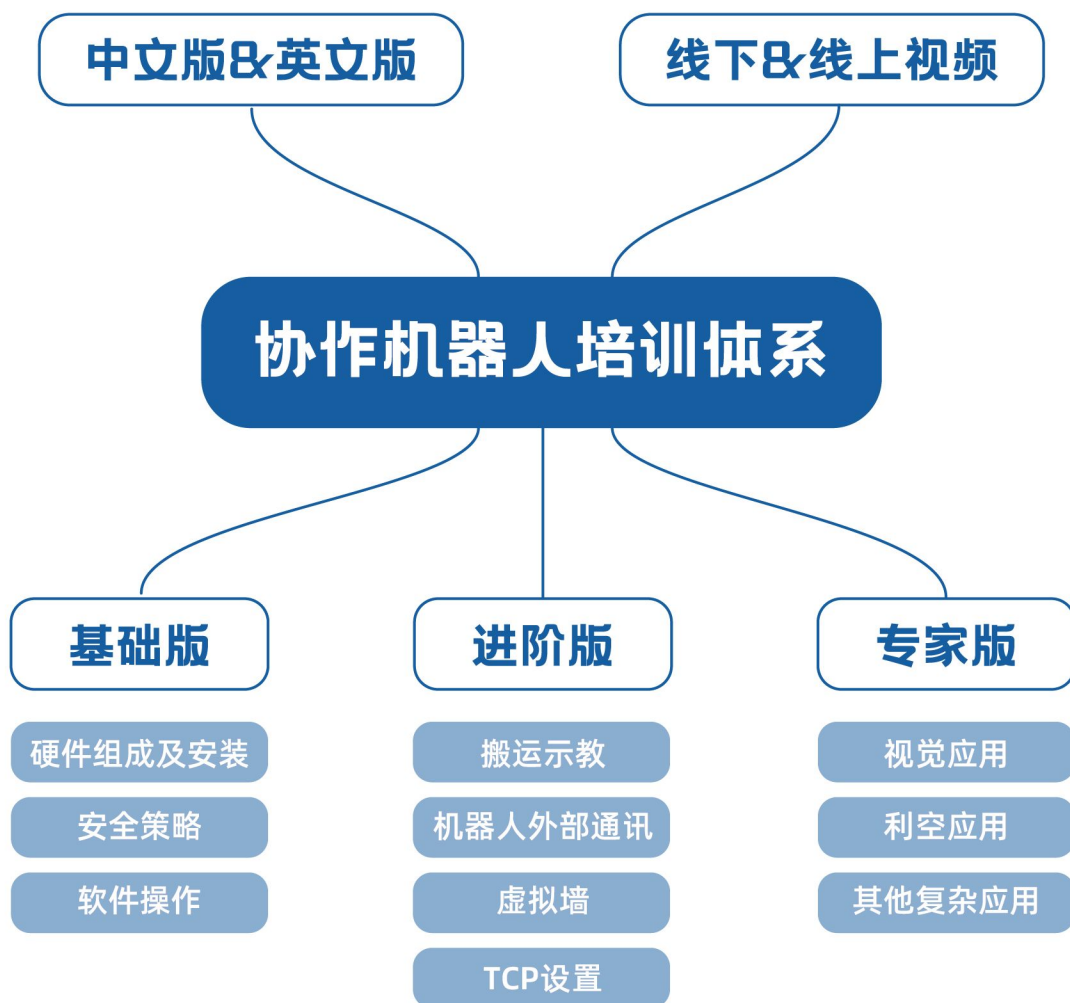 中文版&英文版
线下&线上视频
协作机器人培训体系
基础版
硬件组成及安装
安全策略
软件操作
进阶版
搬运示教
机器人外部通讯
虚拟墙
TCP设置
专家版
视觉应用
利空应用
其他复杂应用